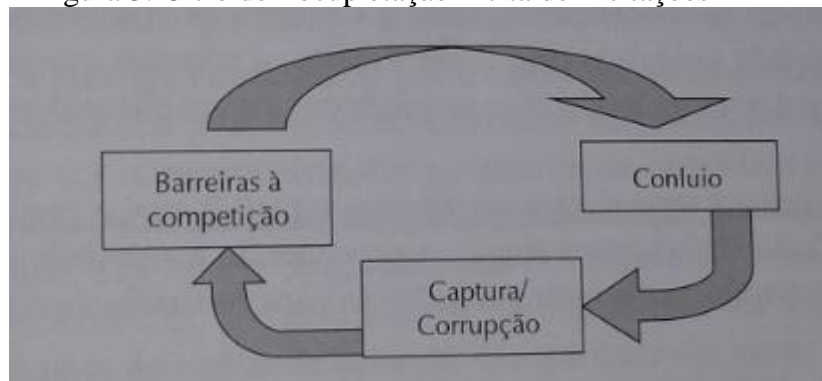 Barreiras à
competição
Conluio
Captura/
Corrupção